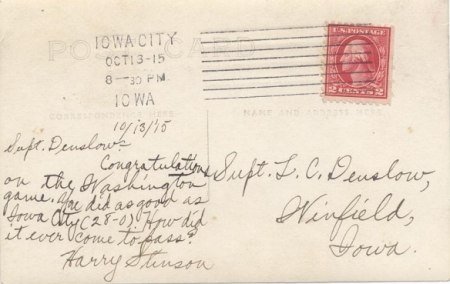 POST CARD
IOWA CITY
OCT 13-15
8-30 PM
IOWA
U.S. POSTAGE
2 CENTS 2
CORRESPONDENCE HERE
NAME AND ADDRESS HERE
10/13/15
Supt. Denslow:
Congratulations
on the Washington
game. You did as good as
Iowa City (28-0). How did
it ever come to pass?
Harry Stinson
Supt. L. C. Denslow,
Winfield,
Iowa.